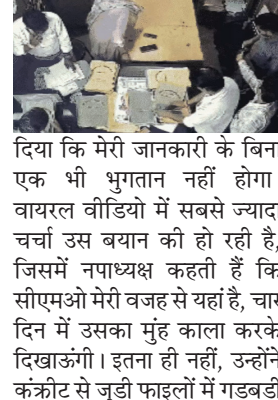 दिया कि मेरी जानकारी के बिन
एक भी भुगतान नहीं होगा
वायरल वीडियो में सबसे ज्याद
चर्चा उस बयान की हो रही है,
जिसमें नपाध्यक्ष कहती हैं कि
सीएमओ मेरी वजह से यहां है, चार
दिन में उसका मुंह काला करके
दिखाऊंगी। इतना ही नहीं, उन्होंने
कंक्रीट से जुडी फाइलों में गडबडी